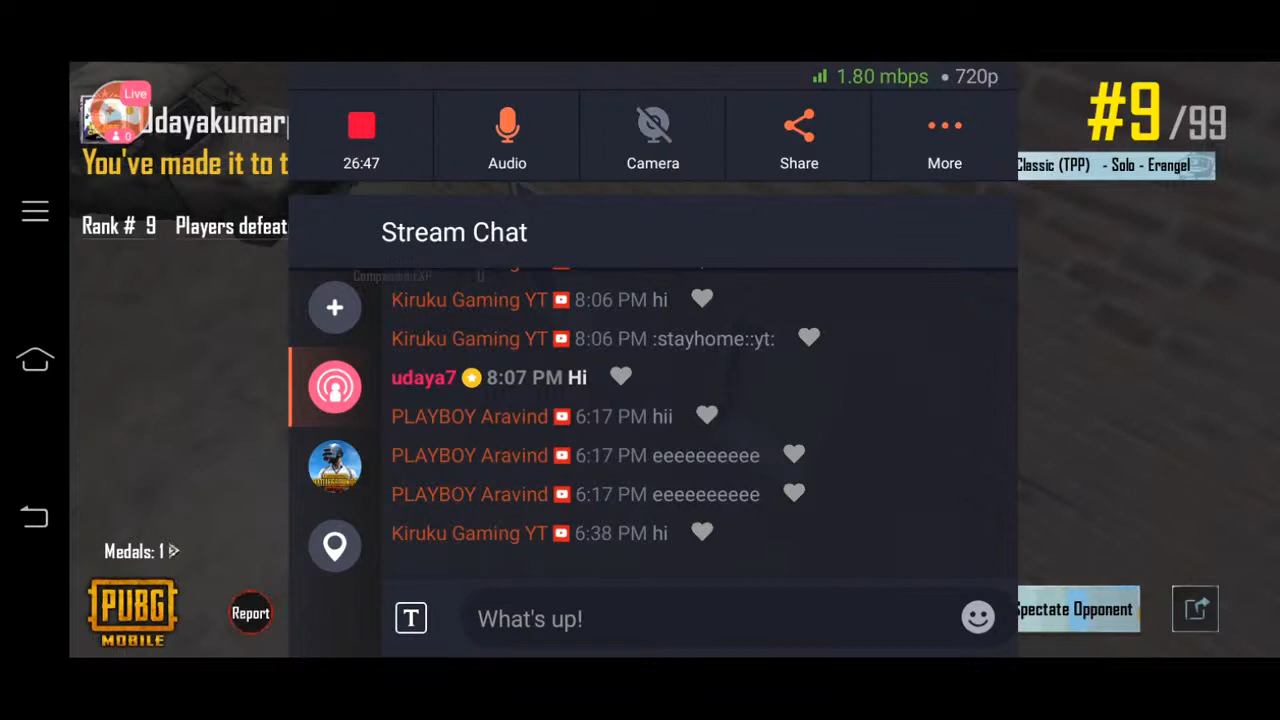 1.80 mbps • 720p
Live
0
Udayakumar
You've made it to t
26:47
Audio
Camera
Share
More
#9/99
Classic (TPP) - Solo - Erangel
Rank # 9 Players defeat
Stream Chat
Kiruku Gaming YT 8:06 PM hi
Kiruku Gaming YT 8:06 PM :stayhome::yt:
udaya7 8:07 PM Hi
PLAYBOY Aravind 6:17 PM hii
PLAYBOY Aravind 6:17 PM eeeeeeeeee
PLAYBOY Aravind 6:17 PM eeeeeeeeee
Kiruku Gaming YT 6:38 PM hi
Medals: 1
PUBG
MOBILE
Report
T
What's up!
Spectate Opponent